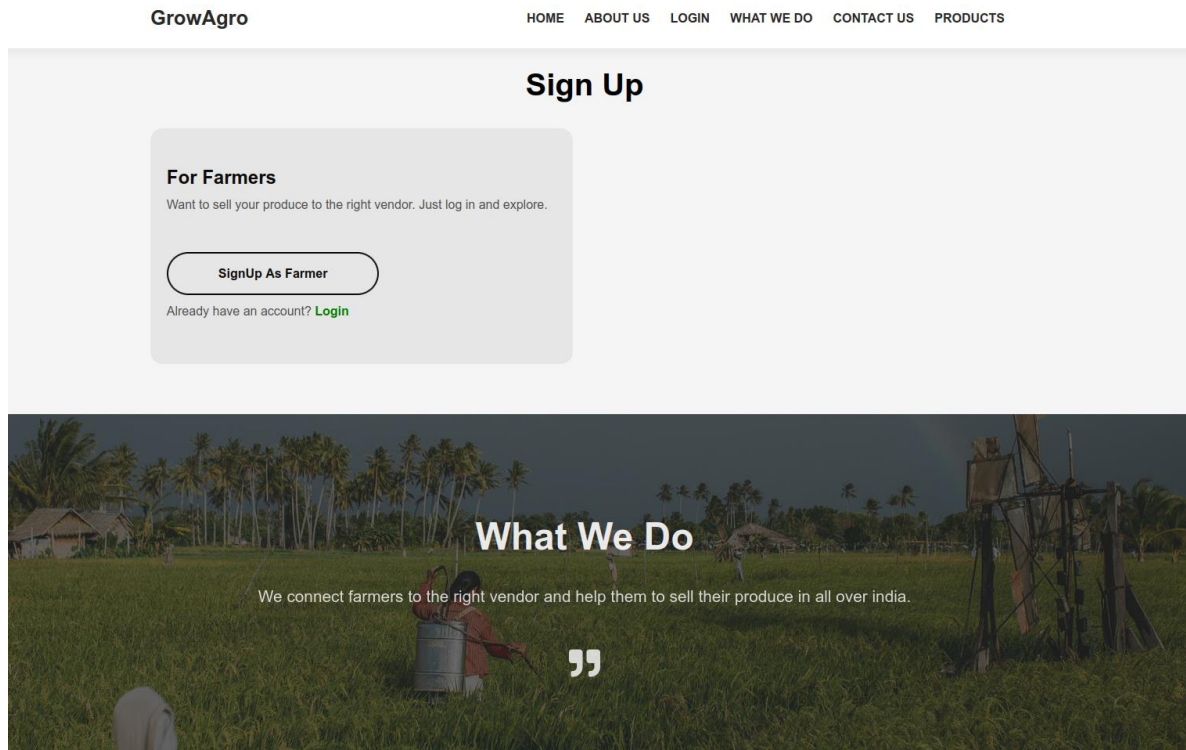 GrowAgro HOME ABOUT US LOGIN WHAT WE DO CONTACT US PRODUCTS
Sign Up
For Farmers
Want to sell your produce to the right vendor. Just log in and explore.
SignUp As Farmer
Already have an account? Login
What We Do
We connect farmers to the right vendor and help them to sell their produce in all over india.
”